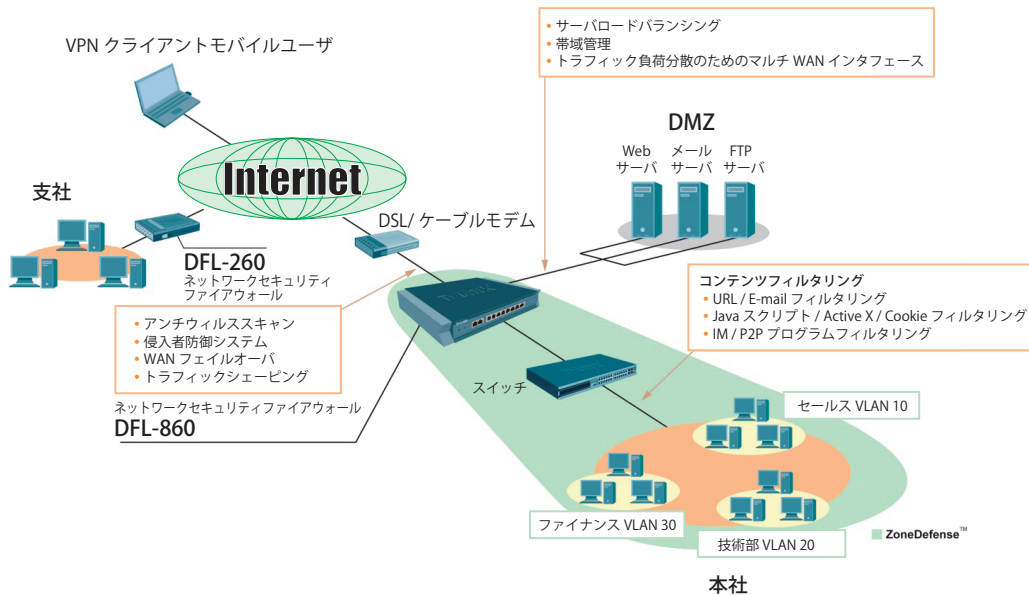 • サーバロードバランシング
• 帯域管理
• トラフィック負荷分散のためのマルチ WAN インタフェース
VPN クライアントモバイルユーザ
DMZ
Web サーバ
メール サーバ
FTP サーバ
Internet
支社
DSL/ ケーブルモデム
DFL-260
ネットワークセキュリティ
ファイアウォール
D-Link
コンテンツフィルタリング
• URL / E-mail フィルタリング
• Java スクリプト / Active X / Cookie フィルタリング
• IM / P2P プログラムフィルタリング
• アンチウィルススキャン
• 侵入者防御システム
• WAN フェイルオーバ
• トラフィックシェーピング
スイッチ
ネットワークセキュリティファイアウォール
DFL-860
セールス VLAN 10
ファイナンス VLAN 30
技術部 VLAN 20
ZoneDefense™
本社